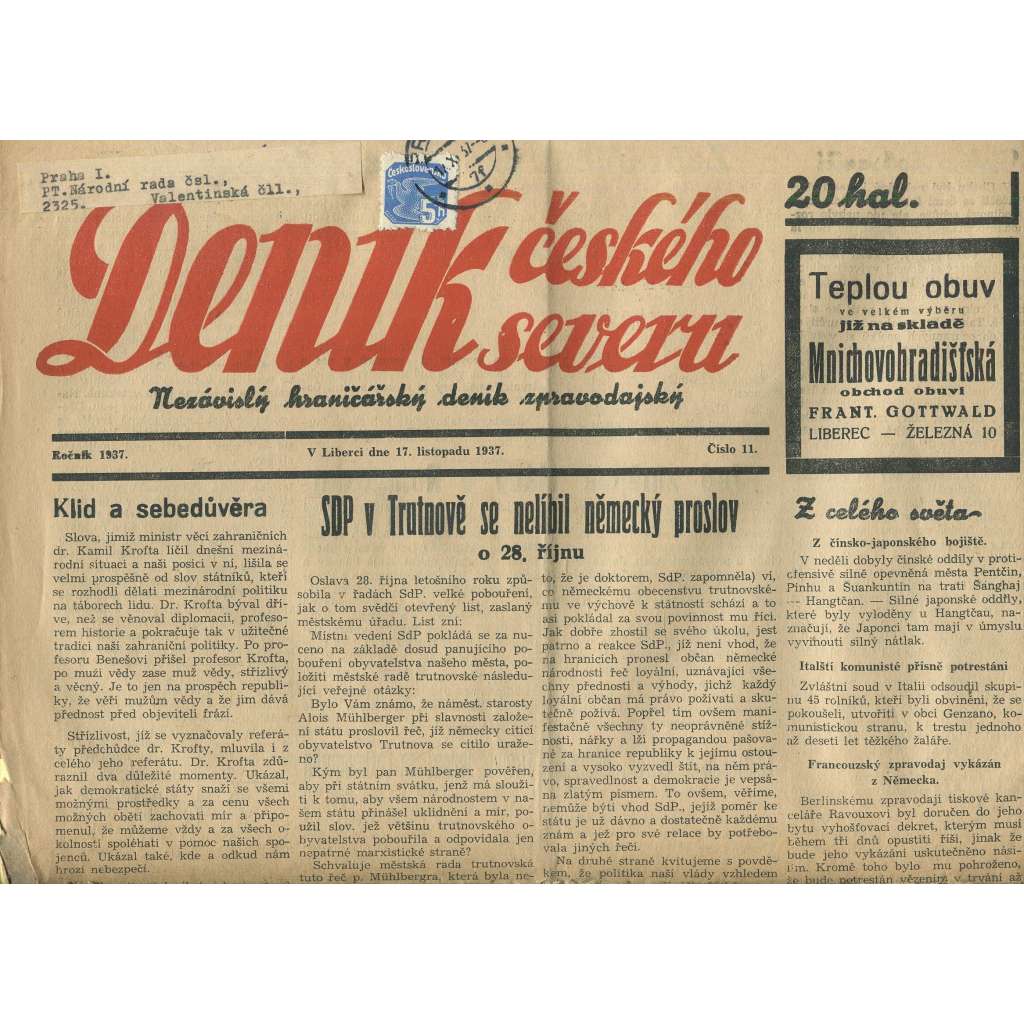 Praha I.
PT.Národní rada čsl.,
2325. Valentinská čll.,
Československo
5h
20 hal.
Deník českého severu
Nezávislý hraničářský deník zpravodajský
Teplou obuv
ve velkém výběru
již na skladě
Mnichovohradišťská
obchod obuvi
FRANT. GOTTWALD
LIBEREC — ŽELEZNÁ 10
Ročník 1937.
V Liberci dne 17. listopadu 1937.
Číslo 11.
Klid a sebedůvěra
Slova, jimiž ministr věcí zahraničních
dr. Kamil Krofta líčil dnešní meziná-
rodní situaci a naši posici v ní, lišila se
velmi prospěšně od slov státníků, kteří
se rozhodli dělati mezinárodní politiku
na táborech lidu. Dr. Krofta býval dří-
ve, než se věnoval diplomacii, profeso-
rem historie a pokračuje tak v užitečné
tradici naší zahraniční politiky. Po pro-
fesoru Benešovi přišel profesor Krofta,
po muži vědy zase muž vědy, střízlivý
a věcný. Je to jen na prospěch republi-
ky, že věří mužům vědy a že jim dává
přednost před objeviteli frází.
Střízlivost, jíž se vyznačovaly referá-
ty předchůdce dr. Krofty, mluvila i z
celého jeho referátu. Dr. Krofta zdů-
raznil dva důležité momenty. Ukázal,
jak demokratické státy snaží se všemi
možnými prostředky a za cenu všech
možných obětí zachovati mír a připo-
menul, že můžeme vždy a za všech o-
kolností spoléhati v pomoc našich spo-
jenců. Ukázal také, kde a odkud nám
hrozí nebezpečí.
SDP v Trutnově se nelíbil německý proslov
o 28. říjnu
Oslava 28. října letošního roku způ-
sobila v řadách SdP. velké pobouření,
jak o tom svědčí otevřený list, zaslaný
městskému úřadu. List zní:
Místní vedení SdP pokládá se za nu-
ceno na základě dosud panujícího po-
bouření obyvatelstva našeho města, po-
ložiti městské radě trutnovské následu-
jící veřejné otázky:
Bylo Vám známo, že náměst. starosty
Alois Mühlberger při slavnosti založe-
ní státu proslovil řeč, již německy cítící
obyvatelstvo Trutnova se cítilo uraže-
no?
Kým byl pan Mühlberger pověřen,
aby při státním svátku, jenž má slouži-
ti k tomu, aby všem národnostem v na-
šem státu přinášel uklidnění a mír, po-
užil slov. jež většinu trutnovského o-
byvatelstva pobouřila a odpovídala jen
nepatrné marxistické straně?
Schvaluje městská rada trutnovská
tuto řeč p. Mühlbergra, která byla ne-
to, že je doktorem, SdP. zapomněla) ví,
co německému obecenstvu trutnovské-
mu ve výchově k státnosti schází a to
asi pokládal za svou povinnost mu říci.
Jak dobře zhostil se svého úkolu, jest
patrno a reakce SdP., jíž není vhod, že
na hranicích pronesl občan německé
národnosti řeč loyální, uznávající vše-
chny přednosti a výhody, jichž každý
loyální občan má právo požívati a sku-
tečně požívá. Popřel tím ovšem mani-
festačně všechny ty neoprávněné stíž-
nosti, nářky a lži propagandou pašova-
né za hranice republiky k jejímu ostou-
zení a vysoko vyzvedl štít, na něm prá-
vo, spravedlnost a demokracie je vepsá-
na zlatým písmem. To ovšem, věříme,
nemůže býti vhod SdP., jejíž poměr ke
státu je už dávno a dostatečně každému
znám a jež pro své relace by potřebo-
vala jiných řečí.
Na druhé straně kvitujeme s povdě-
kem, že politika naší vlády vzhledem
Z celého světa
Z čínsko-japonského bojiště.
V neděli dobyly čínské oddíly v proti-
ofensivě silně opevněná města Pentčin,
Pinhu a Šuankuntin na trati Šanghaj
— Hangtčan. — Silné japonské oddíly,
které byly vyloděny u Hangtčau, na-
značují, že Japonci tam mají v úmyslu
vyvinouti silný nátlak.
Italští komunisté přísně potrestáni
Zvláštní soud v Italii odsoudil skupi-
nu 45 rolníků, kteří byli obviněni, že se
pokoušeli, utvořiti v obci Genzano, ko-
munistickou stranu, k trestu jednoho
až deseti let těžkého žaláře.
Francouzský zpravodaj vykázán
z Německa.
Berlinskému zpravodaji tiskové kan-
celáře Ravouxovi byl doručen do jeho
bytu vyhošťovací dekret, kterým musí
během tří dnů opustiti říši, jinak že
bude jeho vykázání uskutečněno nási-
lím. Kromě toho bylo mu pohroženo,
že bude potrestán vězením v trvání až